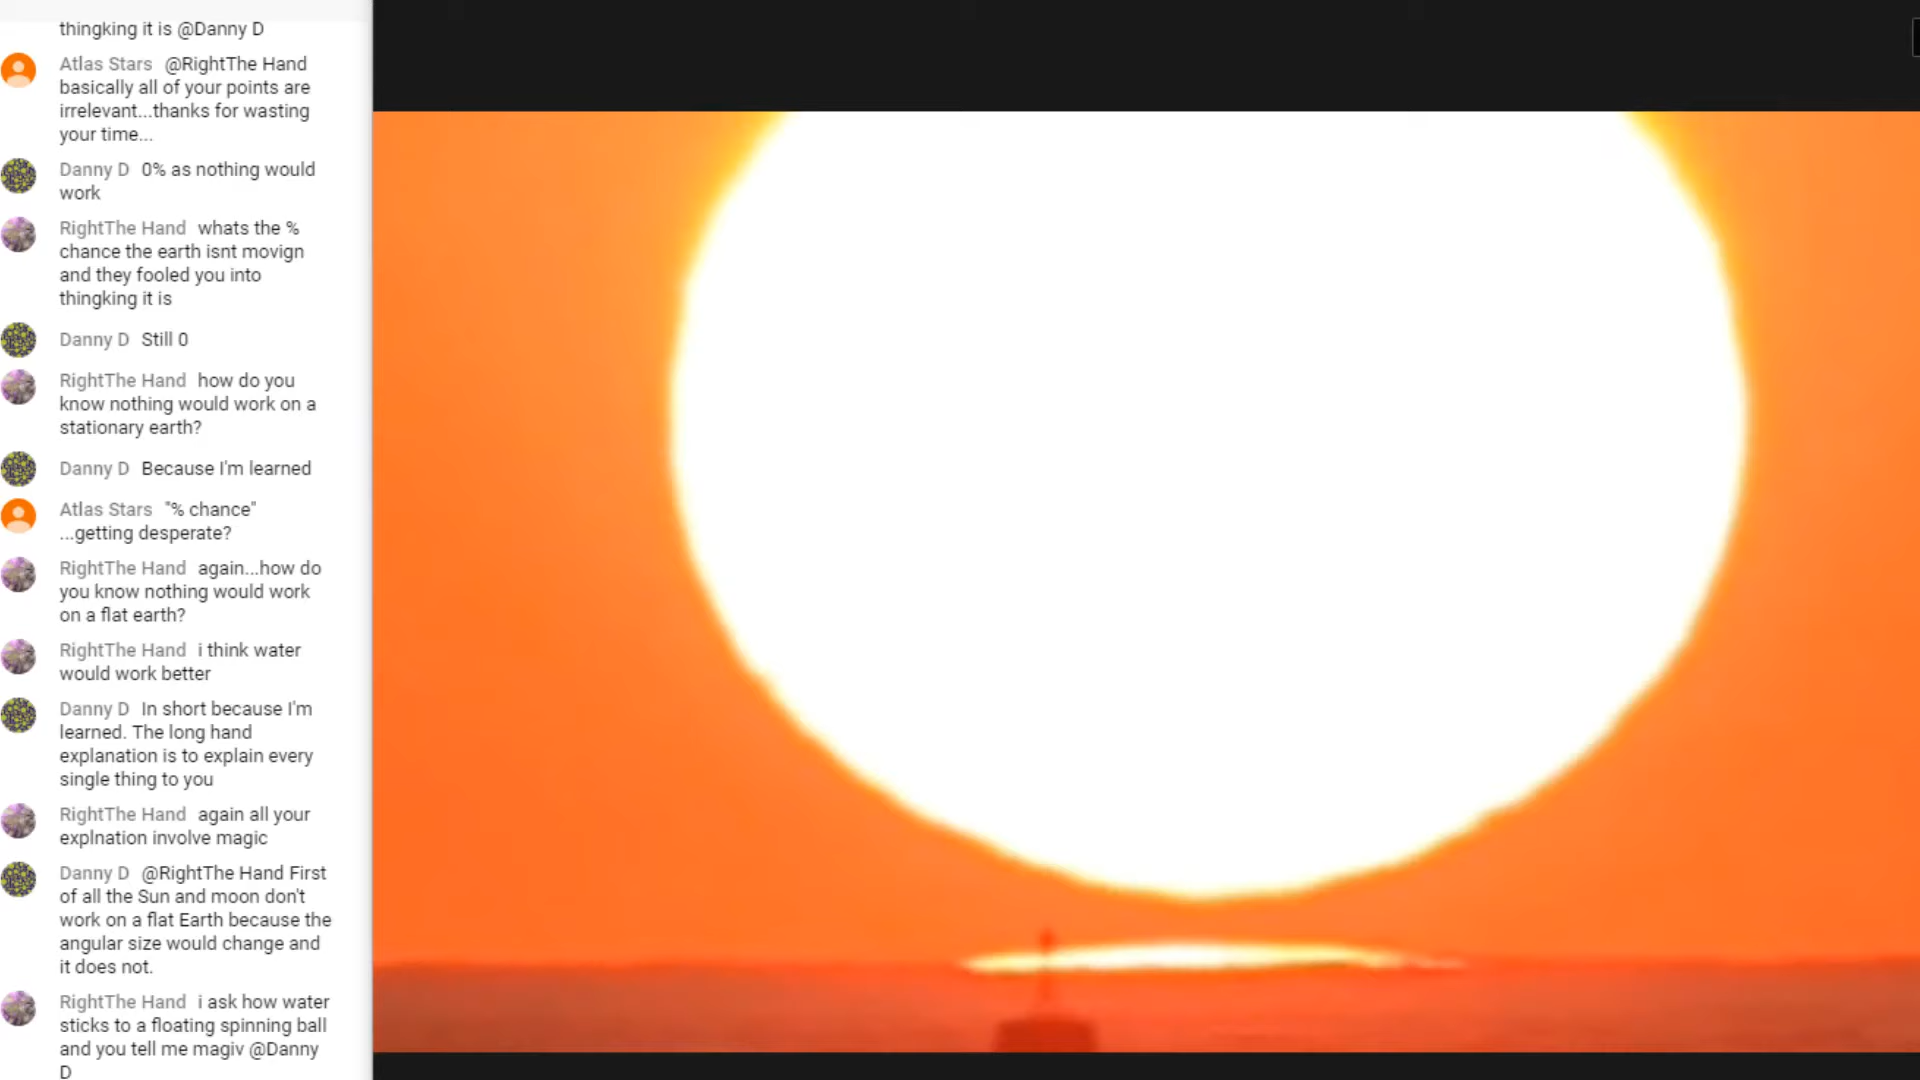 thingking it is @Danny D
Atlas Stars @RightThe Hand
basically all of your points are
irrelevant...thanks for wasting
your time...
Danny D 0% as nothing would
work
RightThe Hand whats the %
chance the earth isnt movign
and they fooled you into
thingking it is
Danny D Still 0
RightThe Hand how do you
know nothing would work on a
stationary earth?
Danny D Because I'm learned
Atlas Stars "% chance"
...getting desperate?
RightThe Hand again...how do
you know nothing would work
on a flat earth?
RightThe Hand i think water
would work better
Danny D In short because I'm
learned. The long hand
explanation is to explain every
single thing to you
RightThe Hand again all your
explnation involve magic
Danny D @RightThe Hand First
of all the Sun and moon don't
work on a flat Earth because the
angular size would change and
it does not.
RightThe Hand i ask how water
sticks to a floating spinning ball
and you tell me magiv @Danny
D